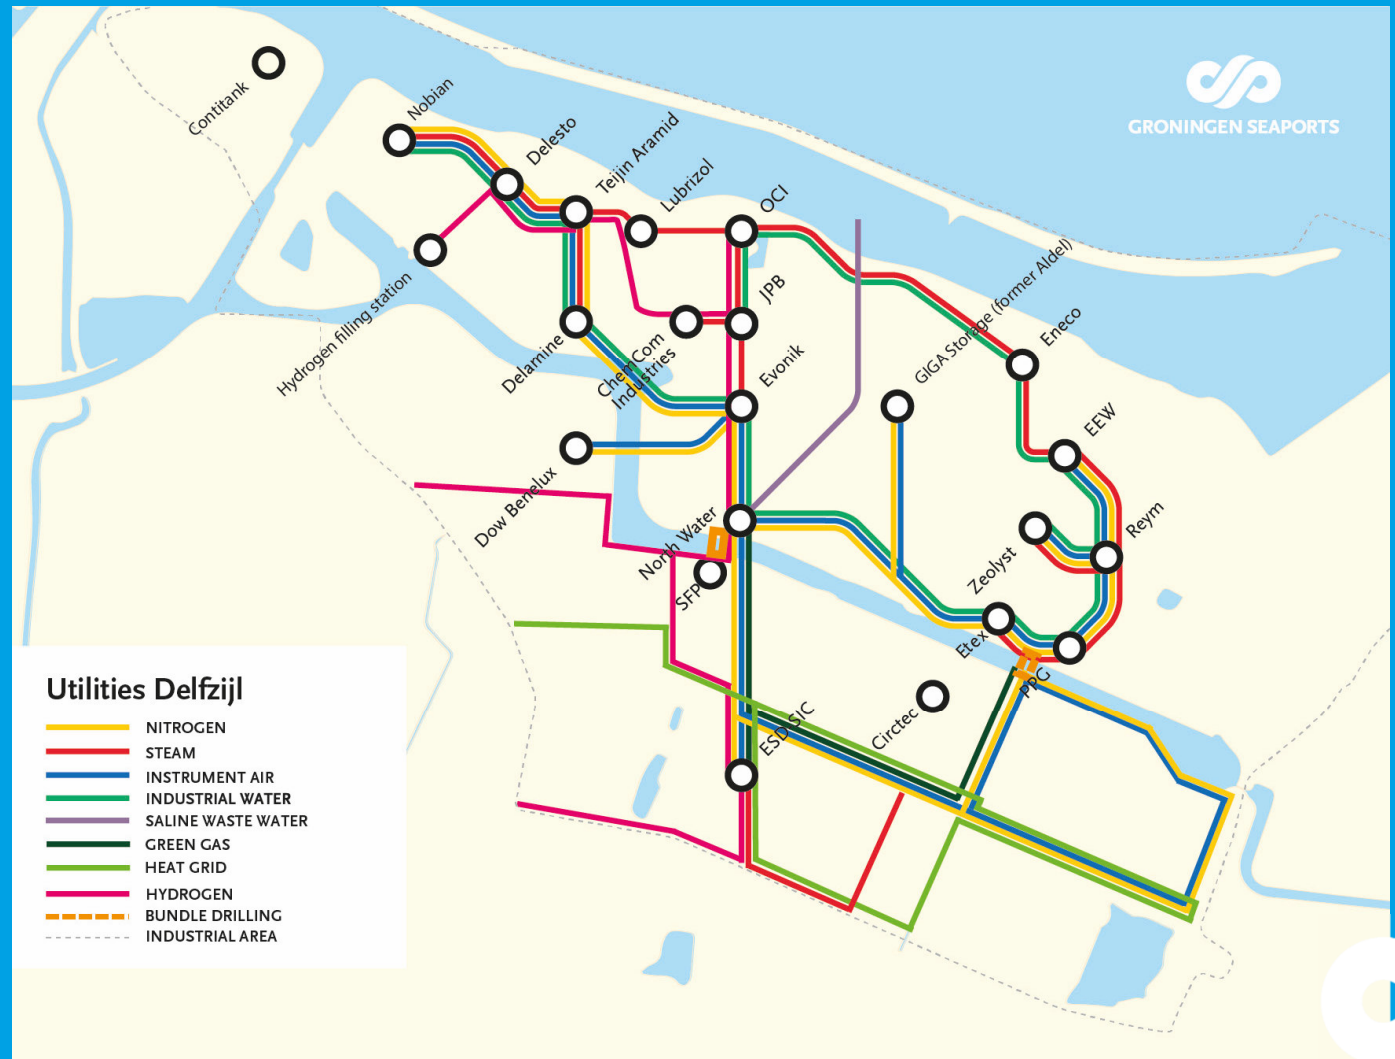 Contitank
Nobian
Delesto
Teijin Aramid
Lubrizol
OCI
GRONINGEN SEAPORTS
Hydrogen filling station
Delamine
ChemCom
Industries
JPB
Evonik
GIGA Storage (former Aldel)
Eneco
EEW
Reym
Dow Benelux
North Water
SFP
Zeolyst
Etex
PPG
Circtec
ESD-SIC
Utilities Delfzijl
NITROGEN
STEAM
INSTRUMENT AIR
INDUSTRIAL WATER
SALINE WASTE WATER
GREEN GAS
HEAT GRID
HYDROGEN
BUNDLE DRILLING
INDUSTRIAL AREA